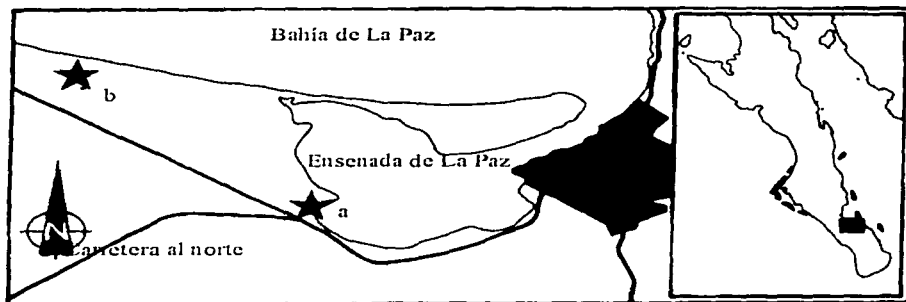 Bahía de La Paz
b
Ensenada de La Paz
a
N
Carretera al norte